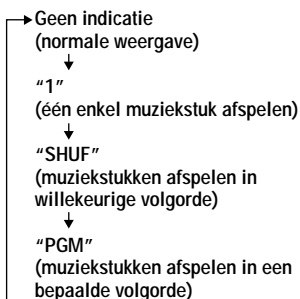 Geen indicatie
(normale weergave)
“1”
(één enkel muziekstuk afspelen)
“SHUF”
(muziekstukken afspelen in
willekeurige volgorde)
“PGM”
(muziekstukken afspelen in een
bepaalde volgorde)